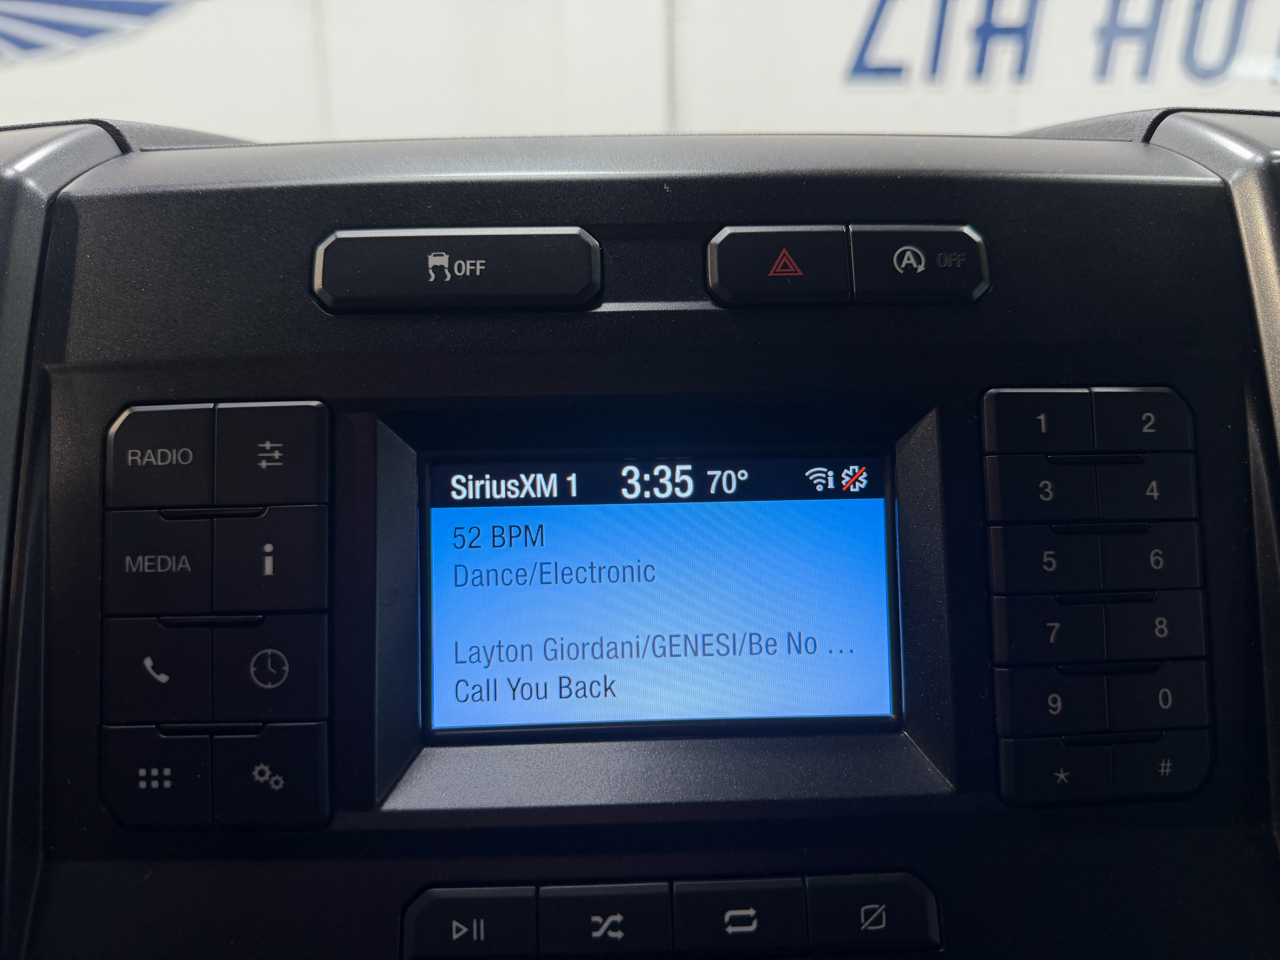 ZIA AUT
OFF
A OFF
RADIO
MEDIA
i
SiriusXM 1 3:35 70°
52 BPM
Dance/Electronic
Layton Giordani/GENESI/Be No ...
Call You Back
1 2
3 4
5 6
7 8
9 0
* #